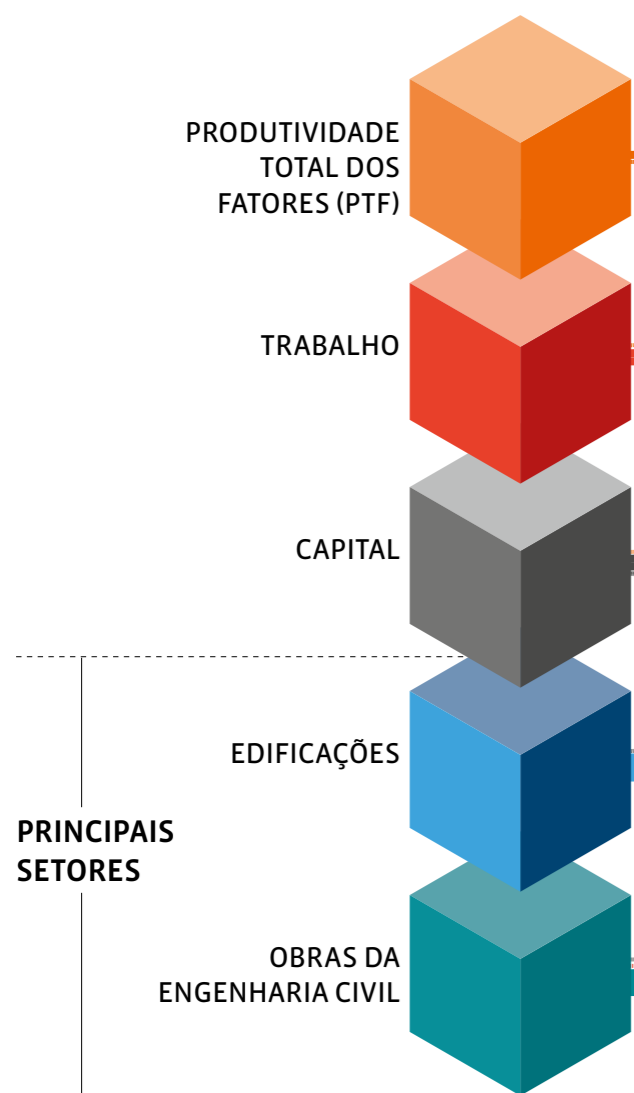 PRODUTIVIDADE
TOTAL DOS
FATORES (PTF)
TRABALHO
CAPITAL
EDIFICAÇÕES
PRINCIPAIS
SETORES
OBRAS DA
ENGENHARIA CIVIL